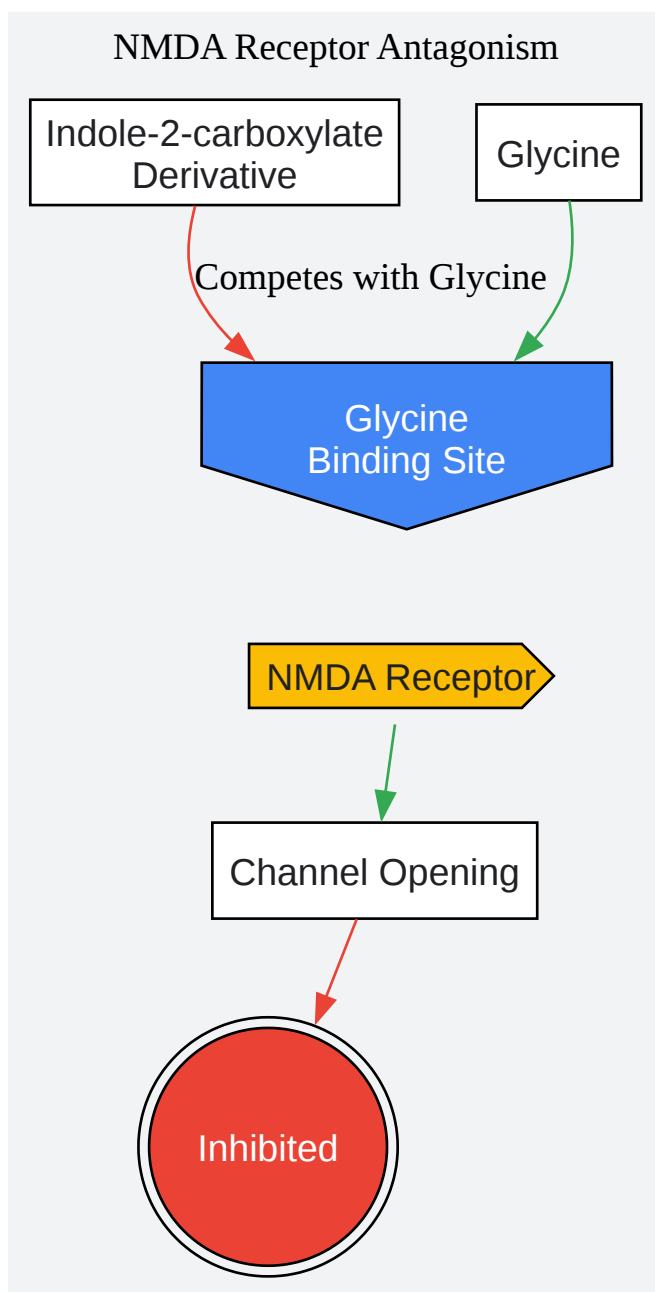 NMDA Receptor Antagonism
Indole-2-carboxylate
Derivative
Glycine
Competes with Glycine
Glycine
Binding Site
NMDA Receptor
Channel Opening
Inhibited